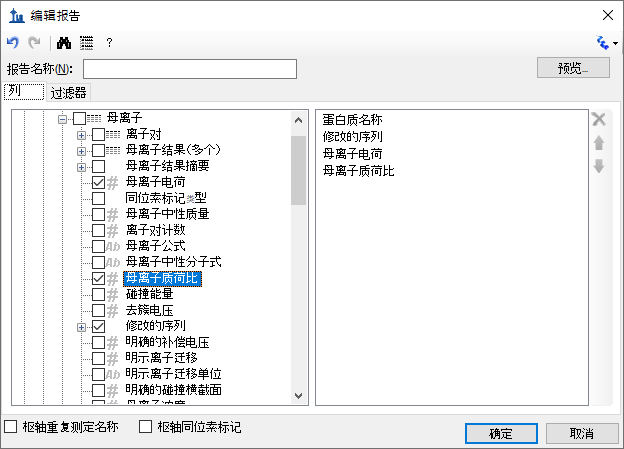 编辑报告
?
报告名称(N):
预览...
列
过滤器
母离子
离子对
母离子结果(多个)
母离子结果摘要
母离子电荷
同位素标记类型
母离子中性质量
离子对计数
Ab 母离子公式
Ab 母离子中性分子式
母离子质荷比
碰撞能量
去簇电压
修改的序列
明确的补偿电压
明示离子迁移
Ab 明示离子迁移单位
明确的碰撞横截面
母离子浓度
蛋白质名称
修改的序列
母离子电荷
母离子质荷比
枢轴重复测定名称
枢轴同位素标记
确定
取消